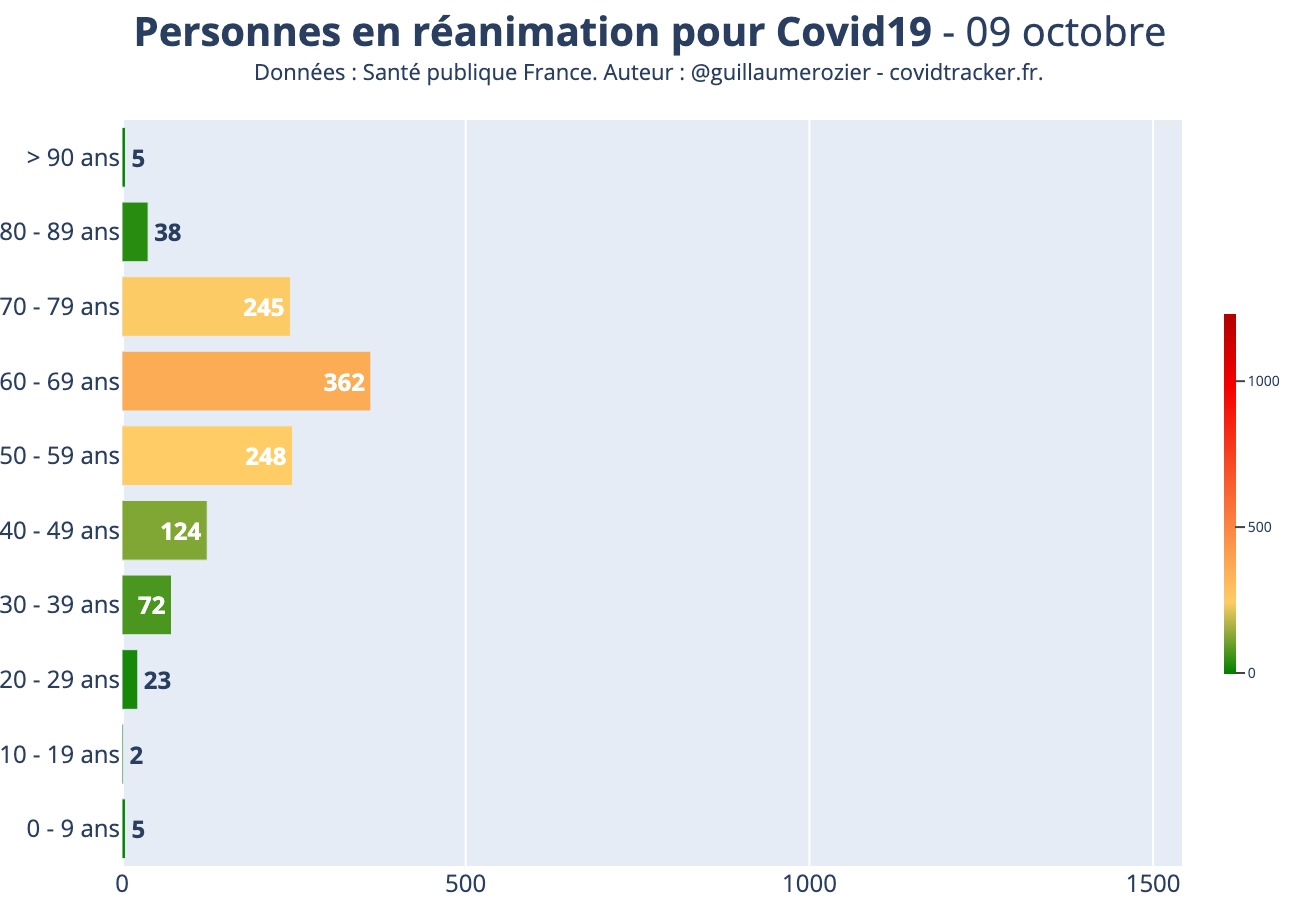 Personnes en réanimation pour Covid19 - 09 octobre
Données : Santé publique France. Auteur : @guillaumerozier - covidtracker.fr.
> 90 ans 5
80 - 89 ans 38
70 - 79 ans 245
60 - 69 ans 362
50 - 59 ans 248
40 - 49 ans 124
30 - 39 ans 72
20 - 29 ans 23
10 - 19 ans 2
0 - 9 ans 5
0 500 1000 1500
1000
500
0